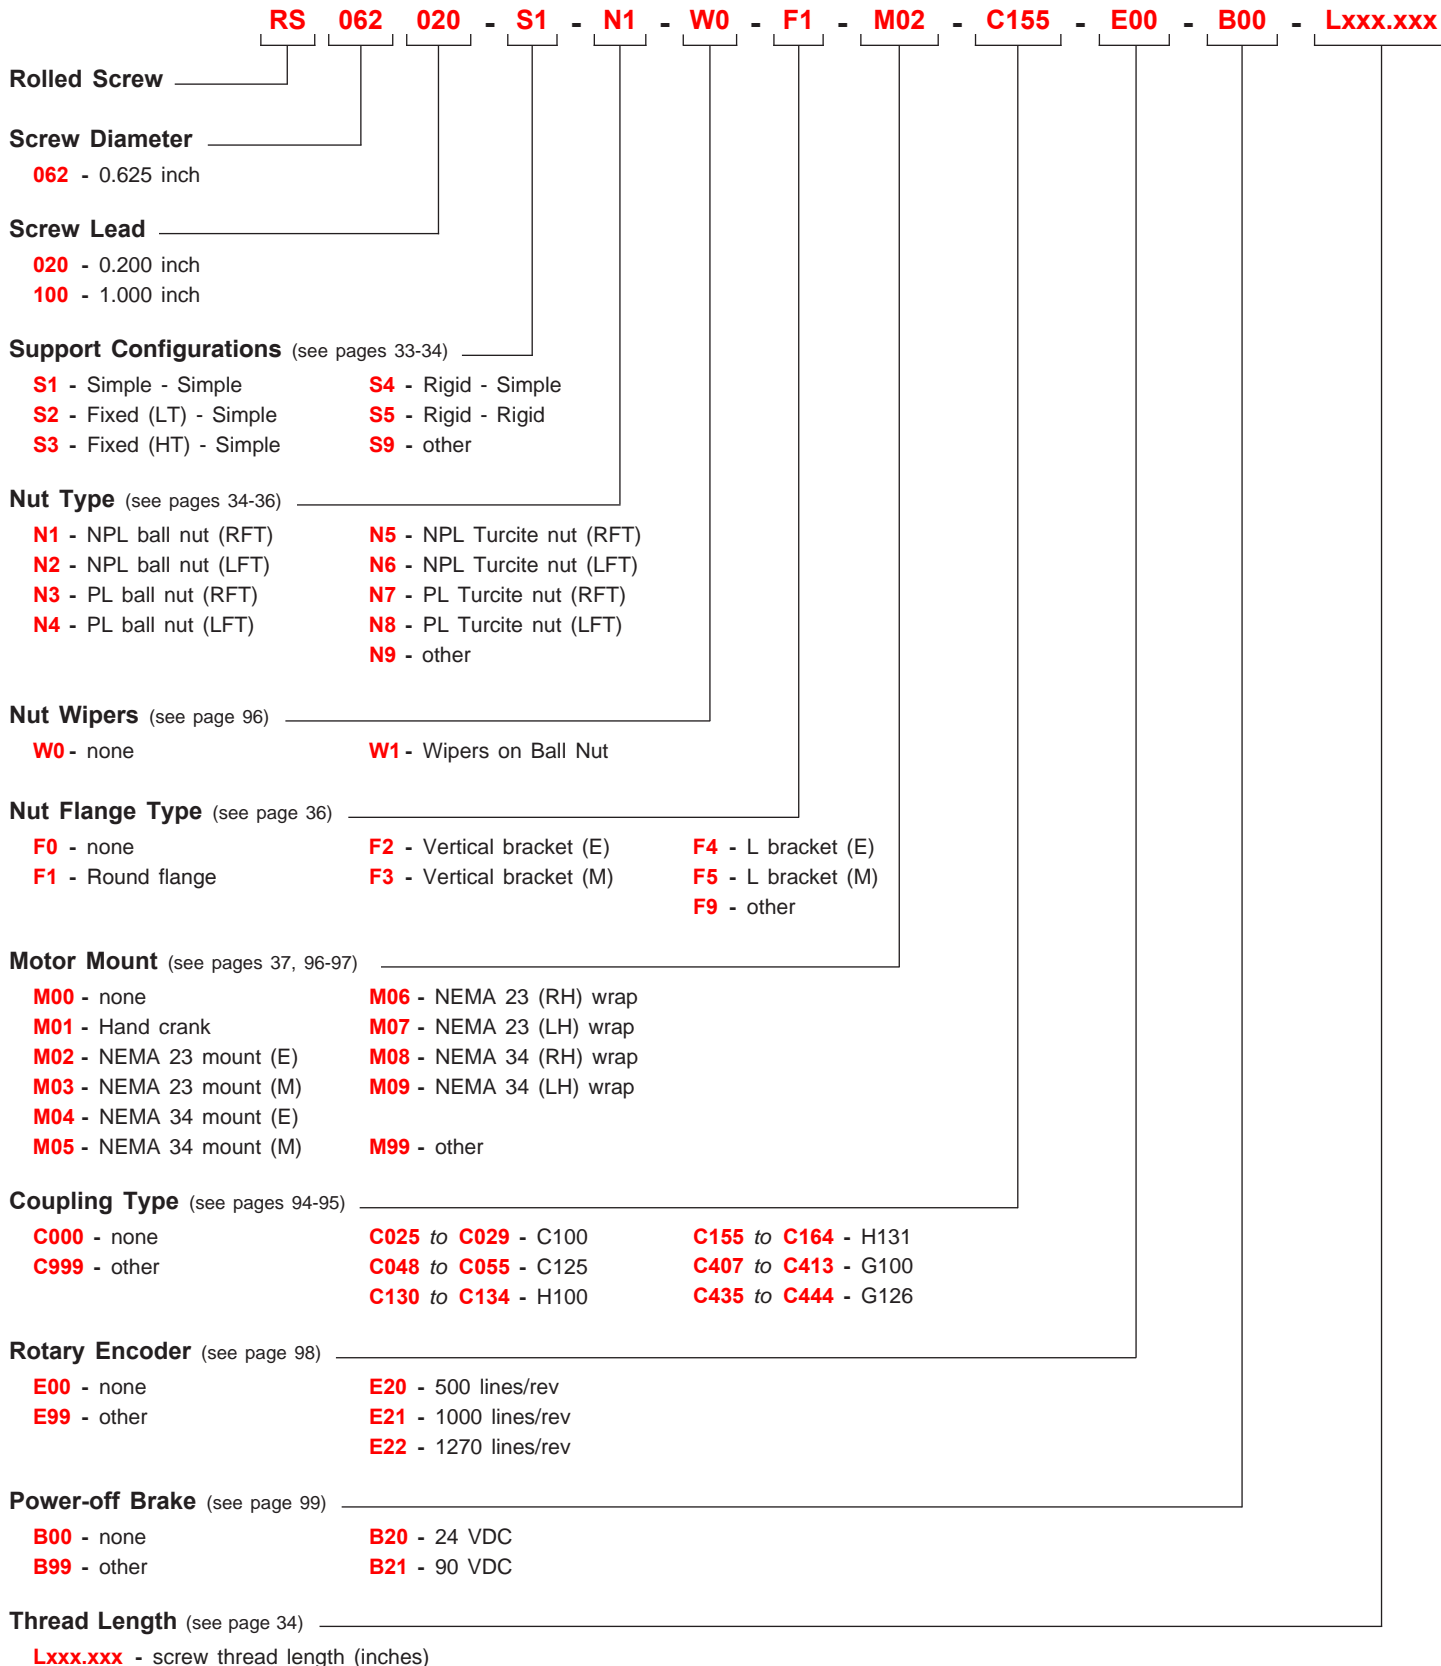 RS 062 020 - S1 - N1 - W0 - F1 - M02 - C155 - E00 - B00 - Lxxx.xxx
Rolled Screw
Screw Diameter
062 - 0.625 inch
Screw Lead
020 - 0.200 inch
100 - 1.000 inch
Support Configurations (see pages 33-34)
S1 - Simple - Simple S4 - Rigid - Simple
S2 - Fixed (LT) - Simple S5 - Rigid - Rigid
S3 - Fixed (HT) - Simple S9 - other
Nut Type (see pages 34-36)
N1 - NPL ball nut (RFT) N5 - NPL Turcite nut (RFT)
N2 - NPL ball nut (LFT) N6 - NPL Turcite nut (LFT)
N3 - PL ball nut (RFT) N7 - PL Turcite nut (RFT)
N4 - PL ball nut (LFT) N8 - PL Turcite nut (LFT)
N9 - other
Nut Wipers (see page 96)
W0 - none W1 - Wipers on Ball Nut
Nut Flange Type (see page 36)
F0 - none F2 - Vertical bracket (E) F4 - L bracket (E)
F1 - Round flange F3 - Vertical bracket (M) F5 - L bracket (M)
F9 - other
Motor Mount (see pages 37, 96-97)
M00 - none M06 - NEMA 23 (RH) wrap
M01 - Hand crank M07 - NEMA 23 (LH) wrap
M02 - NEMA 23 mount (E) M08 - NEMA 34 (RH) wrap
M03 - NEMA 23 mount (M) M09 - NEMA 34 (LH) wrap
M04 - NEMA 34 mount (E)
M05 - NEMA 34 mount (M) M99 - other
Coupling Type (see pages 94-95)
C000 - none C025 to C029 - C100 C155 to C164 - H131
C999 - other C048 to C055 - C125 C407 to C413 - G100
C130 to C134 - H100 C435 to C444 - G126
Rotary Encoder (see page 98)
E00 - none E20 - 500 lines/rev
E99 - other E21 - 1000 lines/rev
E22 - 1270 lines/rev
Power-off Brake (see page 99)
B00 - none B20 - 24 VDC
B99 - other B21 - 90 VDC
Thread Length (see page 34)
Lxxx.xxx - screw thread length (inches)